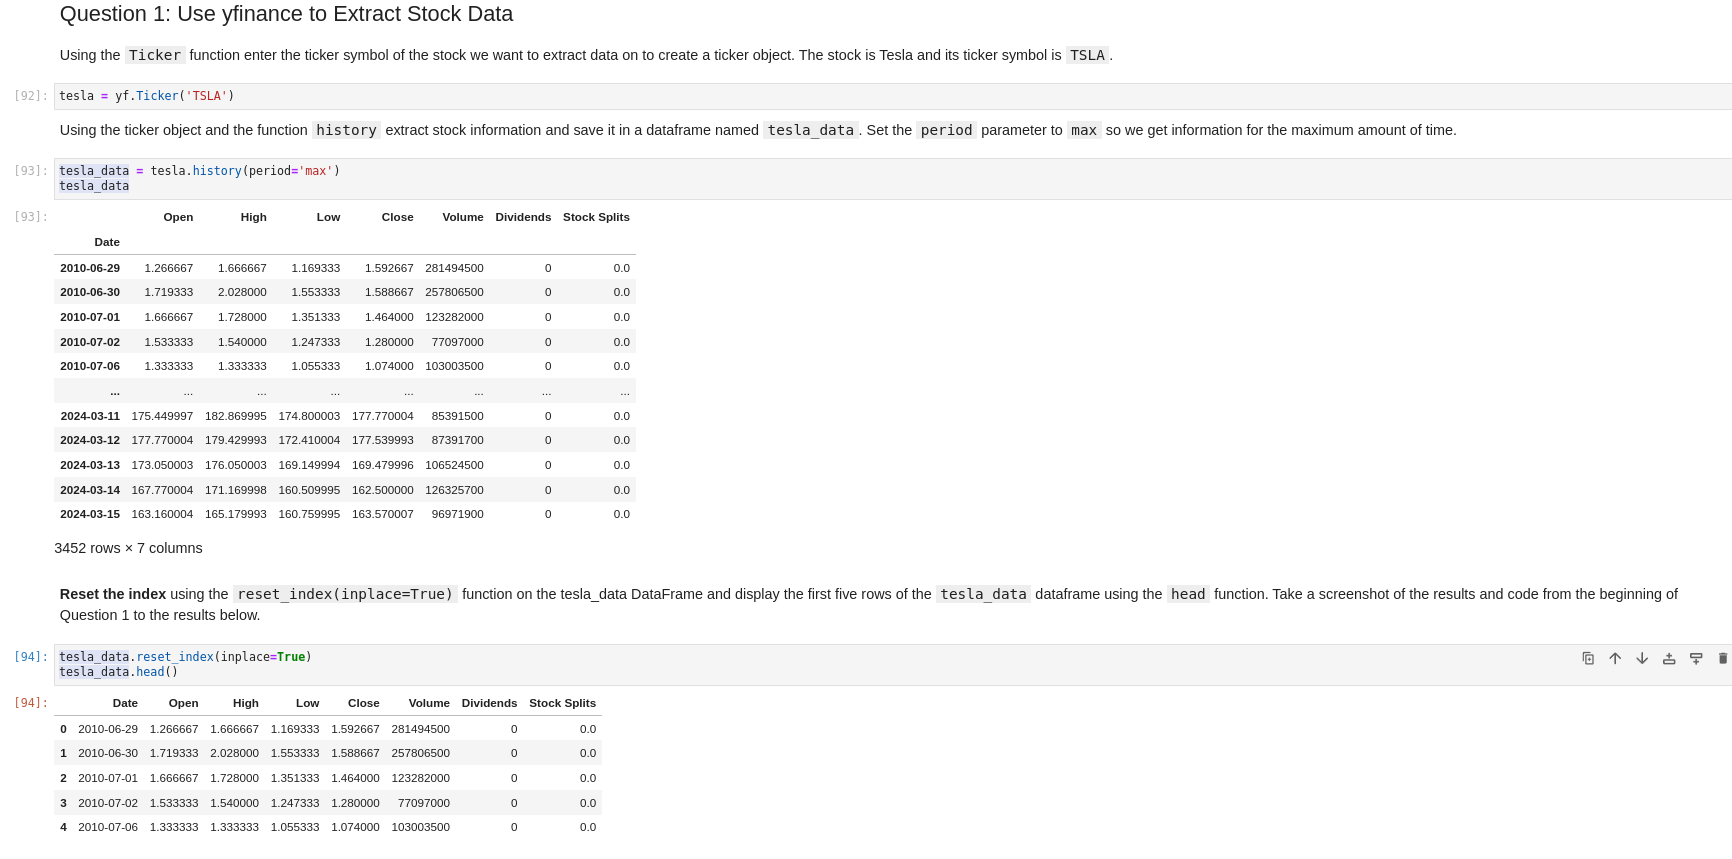 Question 1: Use yfinance to Extract Stock Data
Using the Ticker function enter the ticker symbol of the stock we want to extract data on to create a ticker object. The stock is Tesla and its ticker symbol is TSLA.
[92]: tesla = yf.Ticker('TSLA')
Using the ticker object and the function history extract stock information and save it in a dataframe named tesla_data. Set the period parameter to max so we get information for the maximum amount of time.
[93]: tesla_data = tesla.history(period='max')
tesla_data
[93]: Open High Low Close Volume Dividends Stock Splits
Date
2010-06-29 1.266667 1.666667 1.169333 1.592667 281494500 0 0.0
2010-06-30 1.719333 2.028000 1.553333 1.588667 257806500 0 0.0
2010-07-01 1.666667 1.728000 1.351333 1.464000 123282000 0 0.0
2010-07-02 1.533333 1.540000 1.247333 1.280000 77097000 0 0.0
2010-07-06 1.333333 1.333333 1.055333 1.074000 103003500 0 0.0
... ... ... ... ... ... ... ...
2024-03-11 175.449997 182.869995 174.800003 177.770004 85391500 0 0.0
2024-03-12 177.770004 179.429993 172.410004 177.539993 87391700 0 0.0
2024-03-13 173.050003 176.050003 169.149994 169.479996 106524500 0 0.0
2024-03-14 167.770004 171.169998 160.509995 162.500000 126325700 0 0.0
2024-03-15 163.160004 165.179993 160.759995 163.570007 96971900 0 0.0
3452 rows × 7 columns
Reset the index using the reset_index(inplace=True) function on the tesla_data DataFrame and display the first five rows of the tesla_data dataframe using the head function. Take a screenshot of the results and code from the beginning of
Question 1 to the results below.
[94]: tesla_data.reset_index(inplace=True)
tesla_data.head()
[94]: Date Open High Low Close Volume Dividends Stock Splits
0 2010-06-29 1.266667 1.666667 1.169333 1.592667 281494500 0 0.0
1 2010-06-30 1.719333 2.028000 1.553333 1.588667 257806500 0 0.0
2 2010-07-01 1.666667 1.728000 1.351333 1.464000 123282000 0 0.0
3 2010-07-02 1.533333 1.540000 1.247333 1.280000 77097000 0 0.0
4 2010-07-06 1.333333 1.333333 1.055333 1.074000 103003500 0 0.0